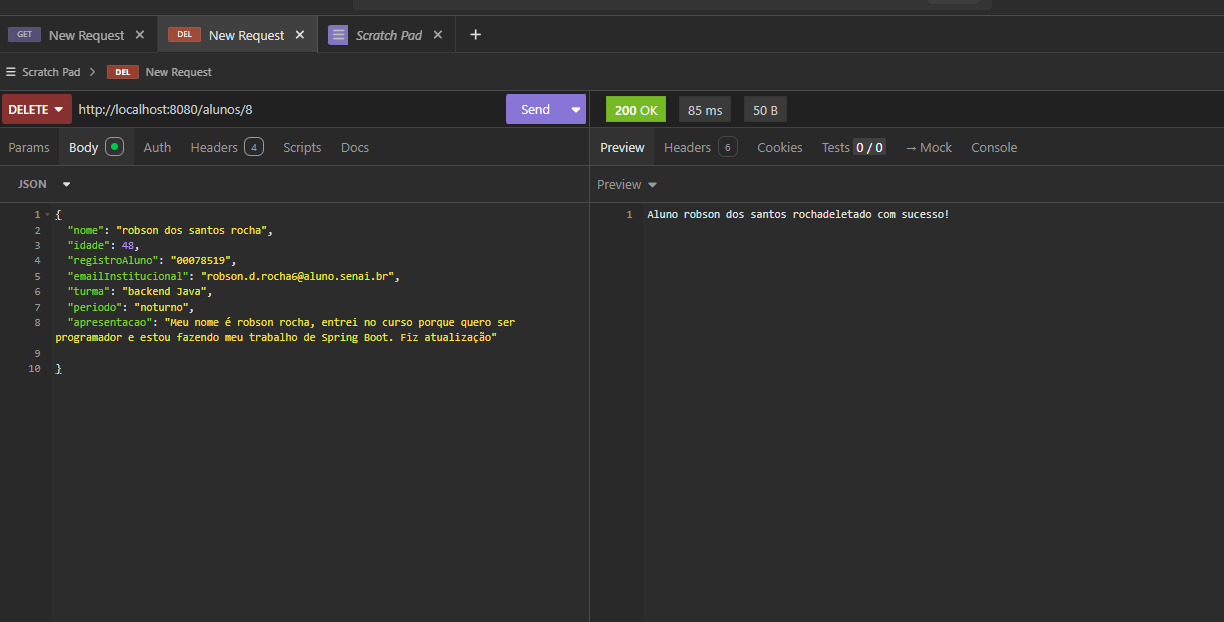 GET New Request ✕ DEL New Request ✕ Scratch Pad ✕ +
Scratch Pad > DEL New Request
DELETE http://localhost:8080/alunos/8 Send 200 OK 85 ms 50 B
Params Body Auth Headers 4 Scripts Docs Preview Headers 6 Cookies Tests 0 / 0 → Mock Console
JSON Preview
1 {
2 "nome": "robson dos santos rocha",
3 "idade": 48,
4 "registroAluno": "00078519",
5 "emailInstitucional": "robson.d.rocha6@aluno.senai.br",
6 "turma": "backend Java",
7 "periodo": "noturno",
8 "apresentacao": "Meu nome é robson rocha, entrei no curso porque quero ser
programador e estou fazendo meu trabalho de Spring Boot. Fiz atualização"
9
10 }
1 Aluno robson dos santos rochadeletado com sucesso!